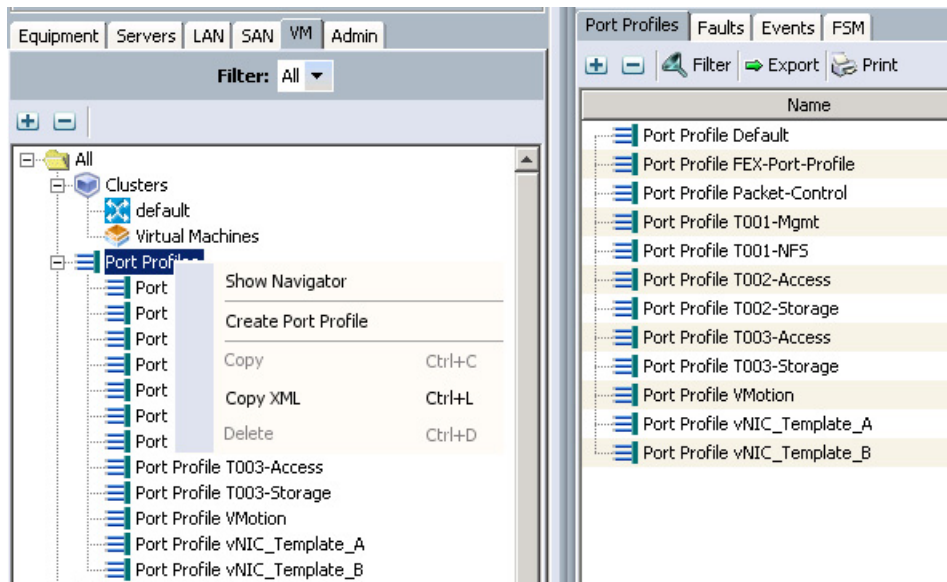 Equipment Servers LAN SAN VM Admin
Filter: All
All
Clusters
default
Virtual Machines
Port Profiles
Port
Port
Port
Port
Port
Port
Port
Port Profile T003-Access
Port Profile T003-Storage
Port Profile VMotion
Port Profile vNIC_Template_A
Port Profile vNIC_Template_B
Show Navigator
Create Port Profile
Copy Ctrl+C
Copy XML Ctrl+L
Delete Ctrl+D
Port Profiles Faults Events FSM
Filter Export Print
Name
Port Profile Default
Port Profile FEX-Port-Profile
Port Profile Packet-Control
Port Profile T001-Mgmt
Port Profile T001-NFS
Port Profile T002-Access
Port Profile T002-Storage
Port Profile T003-Access
Port Profile T003-Storage
Port Profile VMotion
Port Profile vNIC_Template_A
Port Profile vNIC_Template_B